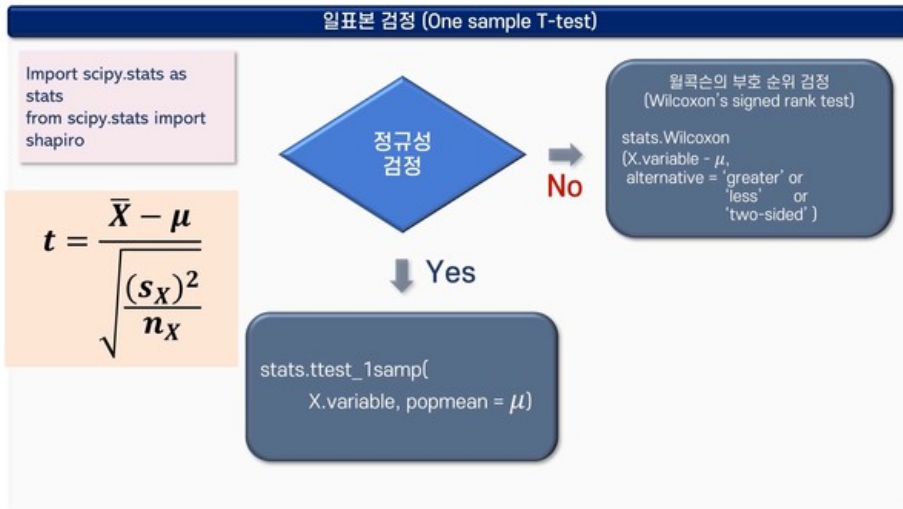 일표본 검정 (One sample T-test)
Import scipy.stats as
stats
from scipy.stats import
shapiro
정규성
검정
No
윌콕슨의 부호 순위 검정
(Wilcoxon's signed rank test)
stats.Wilcoxon
(X.variable - μ,
alternative = 'greater' or
'less' or
'two-sided' )
t = (X̄ − μ) / √((s_X)² / n_X)
Yes
stats.ttest_1samp(
X.variable, popmean = μ)